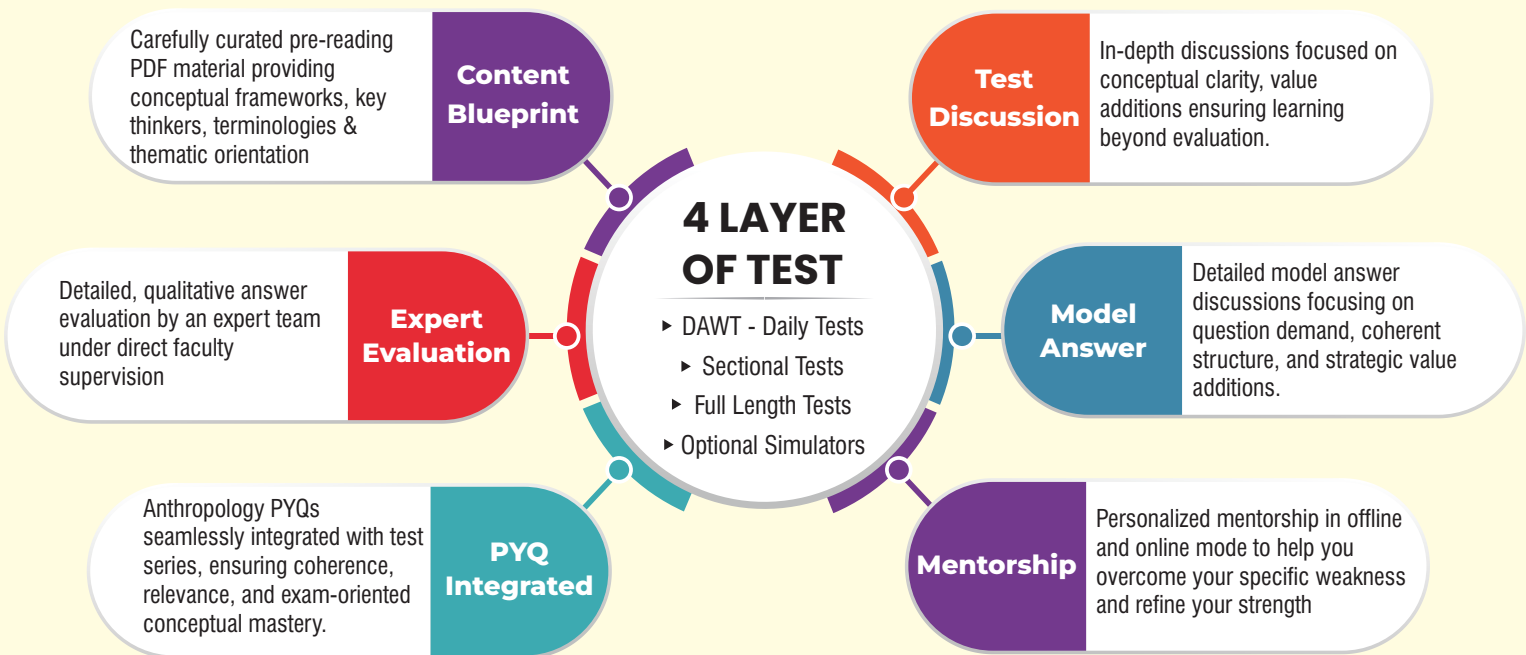 Carefully curated pre-reading
PDF material providing
conceptual frameworks, key
thinkers, terminologies &
thematic orientation
Content
Blueprint
Test
Discussion
In-depth discussions focused on
conceptual clarity, value
additions ensuring learning
beyond evaluation.
Detailed, qualitative answer
evaluation by an expert team
under direct faculty
supervision
Expert
Evaluation
4 LAYER
OF TEST
DAWT - Daily Tests
Sectional Tests
Full Length Tests
Optional Simulators
Model
Answer
Detailed model answer
discussions focusing on
question demand, coherent
structure, and strategic value
additions.
Anthropology PYQs
seamlessly integrated with test
series, ensuring coherence,
relevance, and exam-oriented
conceptual mastery.
PYQ
Integrated
Mentorship
Personalized mentorship in offline
and online mode to help you
overcome your specific weakness
and refine your strength